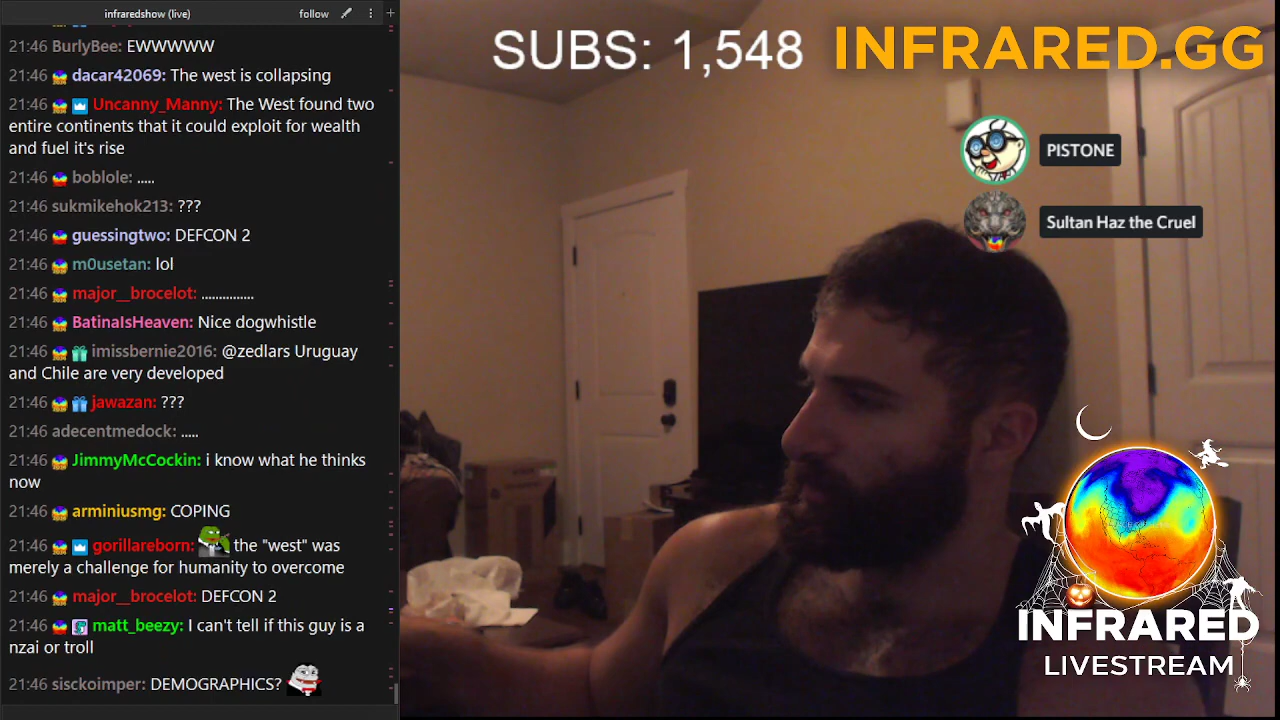 infraredshow (live)
follow
21:46 BurlyBee: EWWWWW
21:46 dacar42069: The west is collapsing
21:46 Uncanny_Manny: The West found two
entire continents that it could exploit for wealth
and fuel it's rise
21:46 boblole: .....
21:46 sukmikehok213: ???
21:46 guessingtwo: DEFCON 2
21:46 m0usetan: lol
21:46 major__brocelot: ..............
21:46 BatinaIsHeaven: Nice dogwhistle
21:46 imissbernie2016: @zedlars Uruguay
and Chile are very developed
21:46 jawazan: ???
21:46 adecentmedock: .....
21:46 JimmyMcCockin: i know what he thinks
now
21:46 arminiusmg: COPING
21:46 gorillareborn: the "west" was
merely a challenge for humanity to overcome
21:46 major__brocelot: DEFCON 2
21:46 matt_beezy: I can't tell if this guy is a
nzai or troll
21:46 sisckoimper: DEMOGRAPHICS?
SUBS: 1,548
INFRARED.GG
PISTONE
Sultan Haz the Cruel
INFRARED
LIVESTREAM